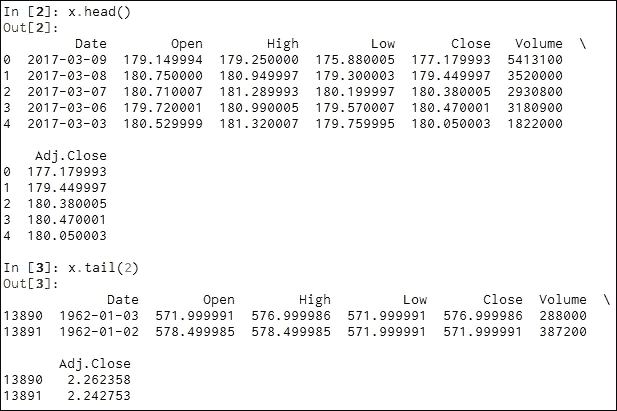 In [2]: x.head()
Out[2]:
         Date        Open        High         Low       Close   Volume  \
0  2017-03-09  179.149994  179.250000  175.880005  177.179993  5413100
1  2017-03-08  180.750000  180.949997  179.300003  179.449997  3520000
2  2017-03-07  180.710007  181.289993  180.199997  180.380005  2930800
3  2017-03-06  179.720001  180.990005  179.570007  180.470001  3180900
4  2017-03-03  180.529999  181.320007  179.759995  180.050003  1822000
    Adj.Close
0  177.179993
1  179.449997
2  180.380005
3  180.470001
4  180.050003
In [3]: x.tail(2)
Out[3]:
             Date        Open        High         Low       Close  Volume  \
13890  1962-01-03  571.999991  576.999986  571.999991  576.999986  288000
13891  1962-01-02  578.499985  578.499985  571.999991  571.999991  387200
       Adj.Close
13890   2.262358
13891   2.242753